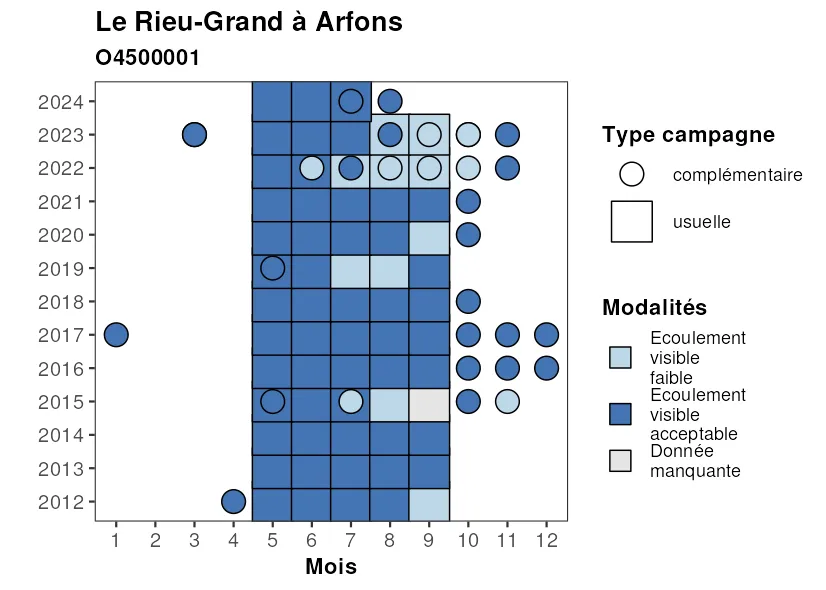 Le Rieu-Grand à Arfons
O4500001
2024
2023
2022
2021
2020
2019
2018
2017
2016
2015
2014
2013
2012
1 2 3 4 5 6 7 8 9 10 11 12
Mois
Type campagne
complémentaire
usuelle
Modalités
Ecoulement
visible
faible
Ecoulement
visible
acceptable
Donnée
manquante